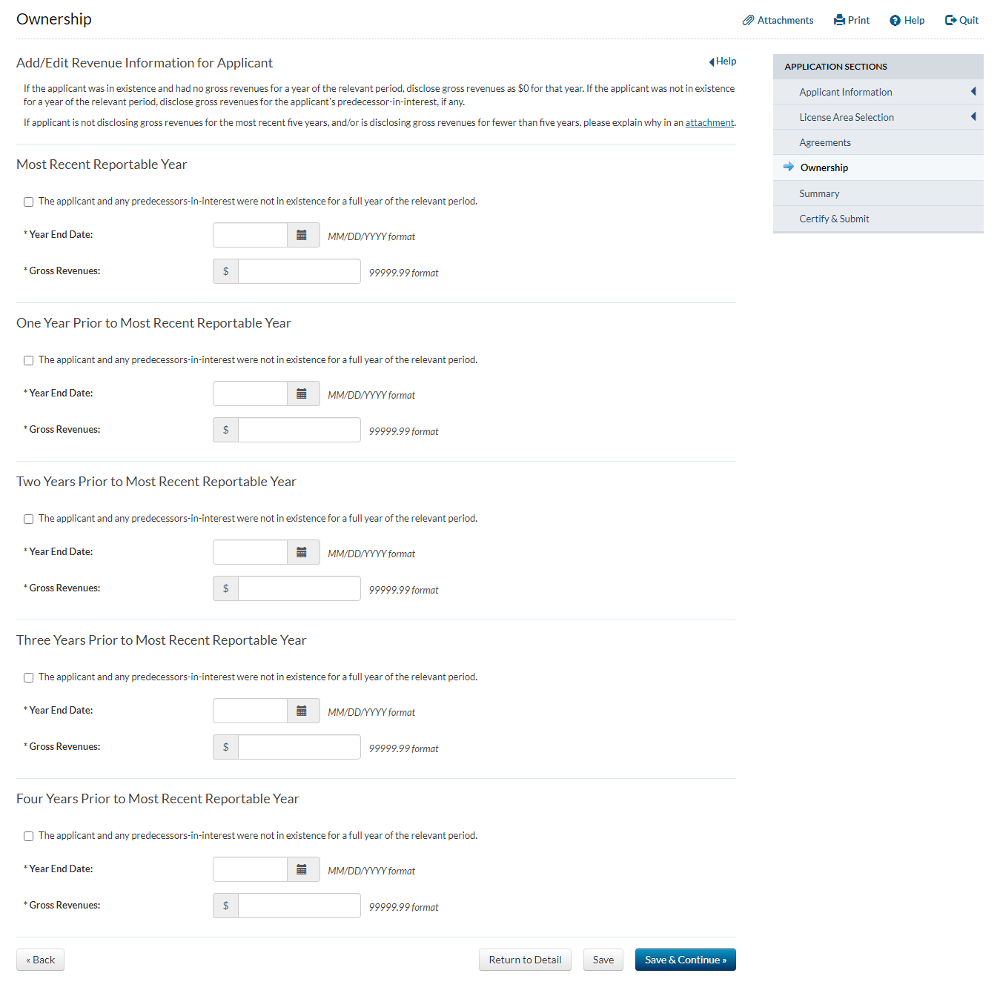 Ownership
Attachments Print Help Quit
Add/Edit Revenue Information for Applicant
Help
If the applicant was in existence and had no gross revenues for a year of the relevant period, disclose gross revenues as $0 for that year. If the applicant was not in existence
for a year of the relevant period, disclose gross revenues for the applicant's predecessor-in-interest, if any.
If applicant is not disclosing gross revenues for the most recent five years, and/or is disclosing gross revenues for fewer than five years, please explain why in an attachment.
Most Recent Reportable Year
The applicant and any predecessors-in-interest were not in existence for a full year of the relevant period.
* Year End Date: MM/DD/YYYY format
* Gross Revenues: $ 99999.99 format
One Year Prior to Most Recent Reportable Year
The applicant and any predecessors-in-interest were not in existence for a full year of the relevant period.
* Year End Date: MM/DD/YYYY format
* Gross Revenues: $ 99999.99 format
Two Years Prior to Most Recent Reportable Year
The applicant and any predecessors-in-interest were not in existence for a full year of the relevant period.
* Year End Date: MM/DD/YYYY format
* Gross Revenues: $ 99999.99 format
Three Years Prior to Most Recent Reportable Year
The applicant and any predecessors-in-interest were not in existence for a full year of the relevant period.
* Year End Date: MM/DD/YYYY format
* Gross Revenues: $ 99999.99 format
Four Years Prior to Most Recent Reportable Year
The applicant and any predecessors-in-interest were not in existence for a full year of the relevant period.
* Year End Date: MM/DD/YYYY format
* Gross Revenues: $ 99999.99 format
« Back Return to Detail Save Save & Continue »
APPLICATION SECTIONS
Applicant Information
License Area Selection
Agreements
Ownership
Summary
Certify & Submit